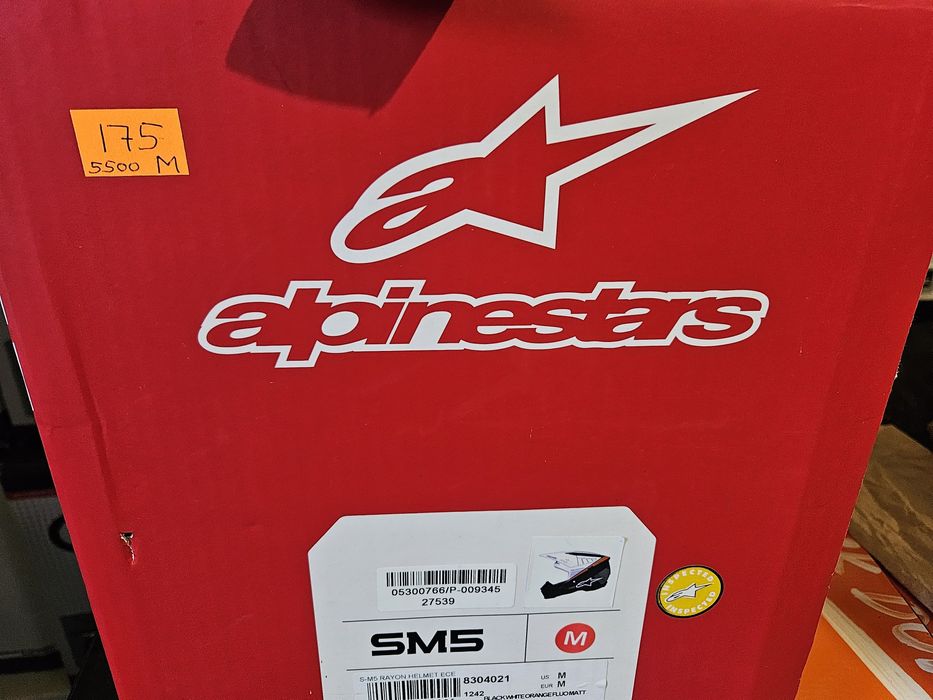 175
5500 M
alpinestars
05300766/P-009345
27539
INSPECTED
INSPECTED
SM5
M
S-M5 RAYON HELMET ECE
8304021
US M
EUR M
1242
BLACK WHITE ORANGE FLUO MATT